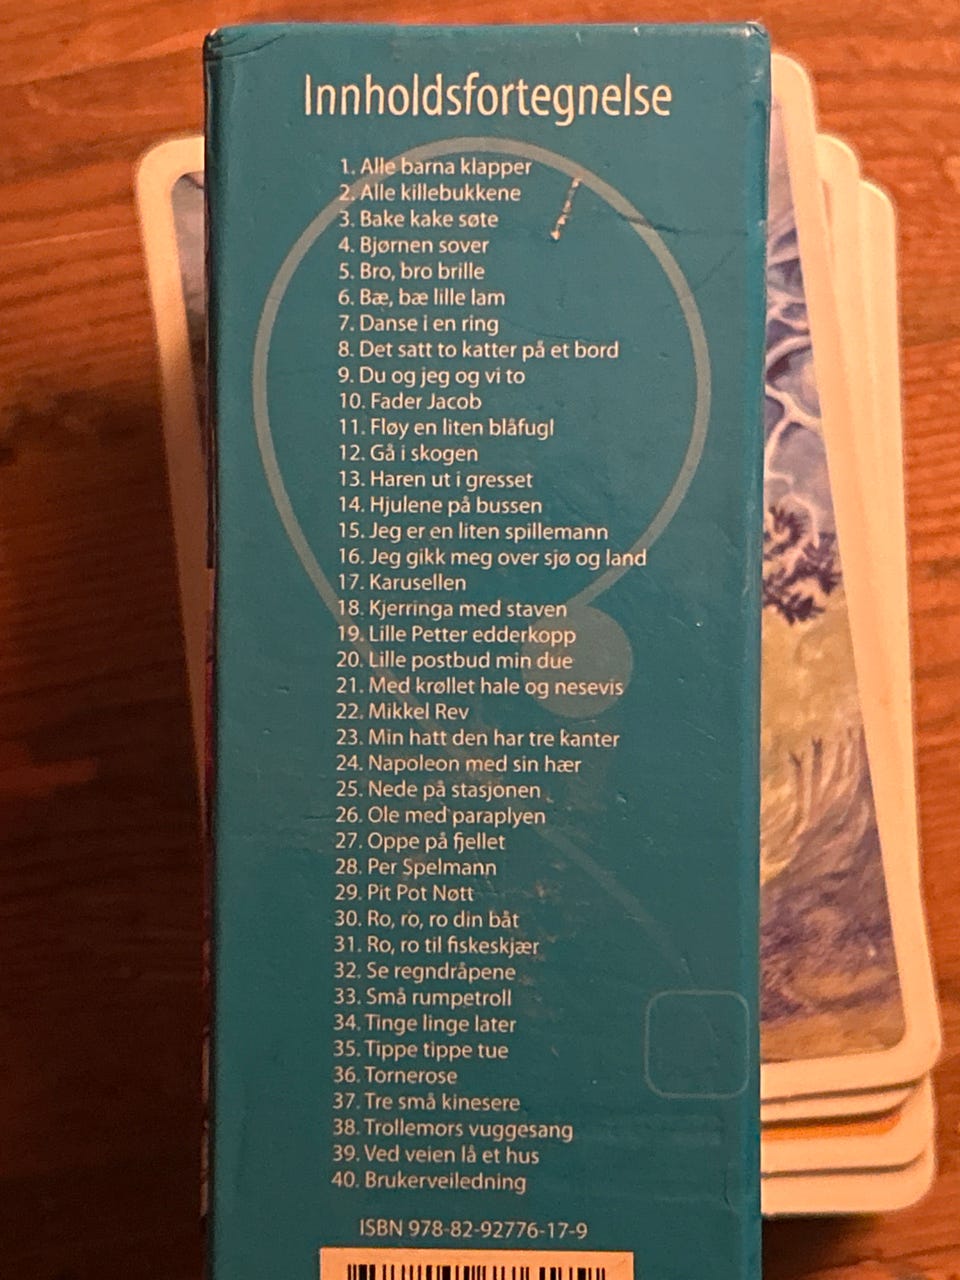 Innholdsfortegnelse
1. Alle barna klapper
2. Alle killebukkene
3. Bake kake søte
4. Bjørnen sover
5. Bro, bro brille
6. Bæ, bæ lille lam
7. Danse i en ring
8. Det satt to katter på et bord
9. Du og jeg og vi to
10. Fader Jacob
11. Fløy en liten blåfugl
12. Gå i skogen
13. Haren ut i gresset
14. Hjulene på bussen
15. Jeg er en liten spillemann
16. Jeg gikk meg over sjø og land
17. Karusellen
18. Kjerringa med staven
19. Lille Petter edderkopp
20. Lille postbud min due
21. Med krøllet hale og nesevis
22. Mikkel Rev
23. Min hatt den har tre kanter
24. Napoleon med sin hær
25. Nede på stasjonen
26. Ole med paraplyen
27. Oppe på fjellet
28. Per Spelmann
29. Pit Pot Nøtt
30. Ro, ro, ro din båt
31. Ro, ro til fiskeskjær
32. Se regndråpene
33. Små rumpetroll
34. Tinge linge later
35. Tippe tippe tue
36. Tornerose
37. Tre små kinesere
38. Trollemors vuggesang
39. Ved veien lå et hus
40. Brukerveiledning
ISBN 978-82-92776-17-9